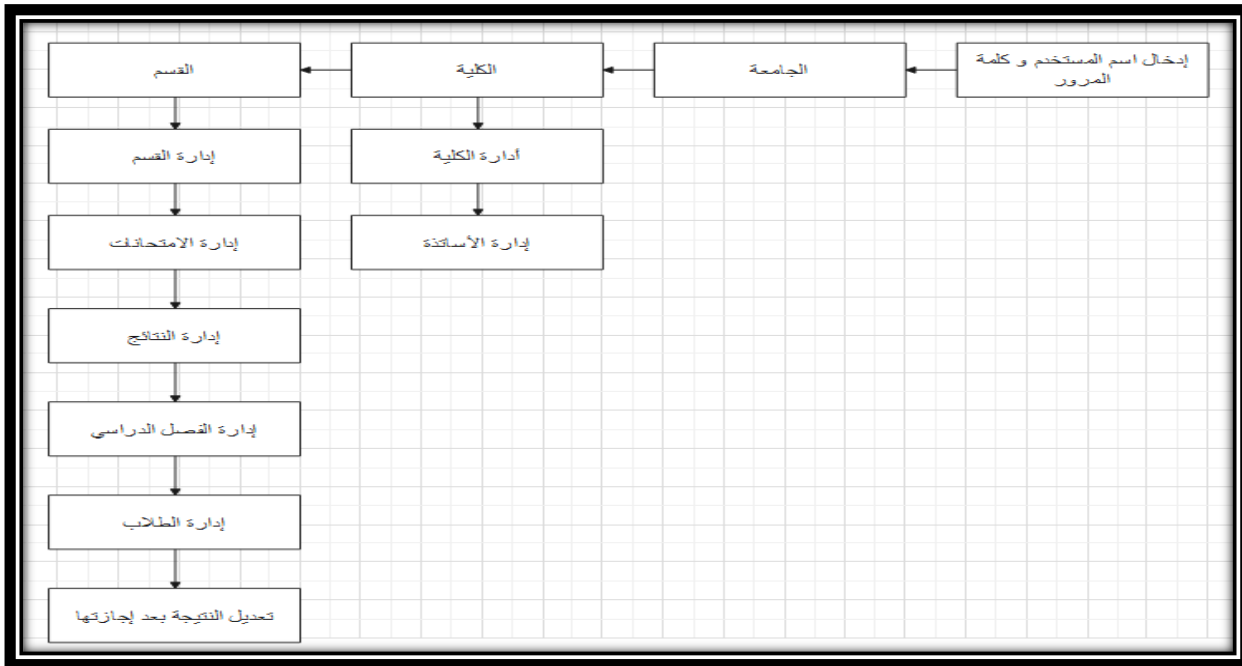 إدخال اسم المستخدم و كلمة
المرور
الجامعة
الكلية
القسم
أدارة الكلية
إدارة القسم
إدارة الأساتذة
إدارة الامتحانات
إدارة النتائج
إدارة الفصل الدراسي
إدارة الطلاب
تعديل النتيجة بعد إجازتها